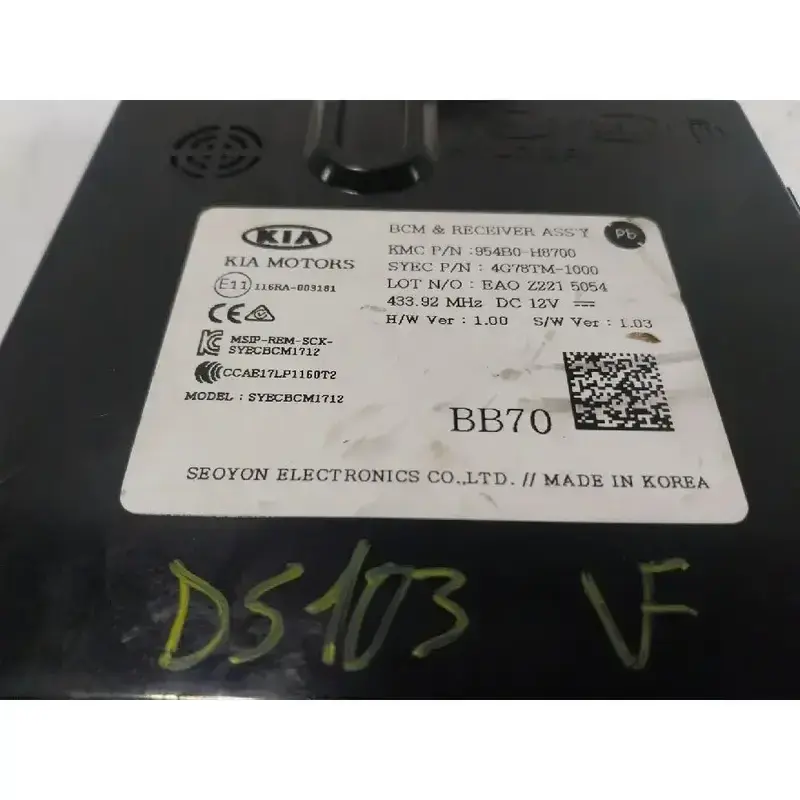 KIA
KIA MOTORS
E11 116RA-009181
CE
MSIP-REM-SCK-
SYECBCM1712
CCAE17LP1160T2
MODEL : SYECBCM1712
BCM & RECEIVER ASS'Y
Pb
KMC P/N :954B0-H8700
SYEC P/N : 4G78TM-1000
LOT N/O : EAO Z221 5054
433.92 MHz DC 12V
H/W Ver : 1.00 S/W Ver : 1.03
BB70
SEOYON ELECTRONICS CO.,LTD. // MADE IN KOREA
DS103 VF